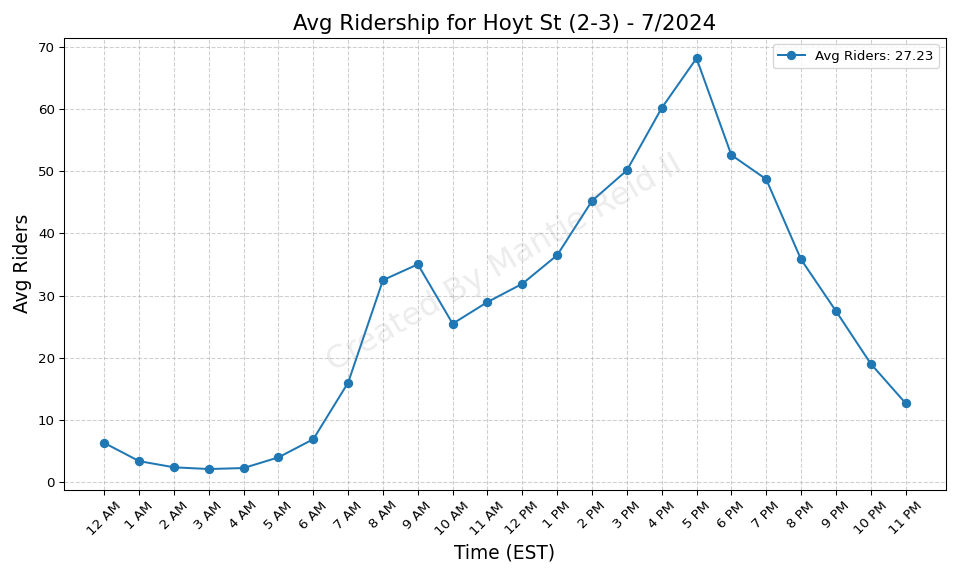 Avg Ridership for Hoyt St (2-3) - 7/2024
Avg Riders: 27.23
70
60
50
40
30
20
10
0
Avg Riders
Created By Mantie Reid II
12 AM 1 AM 2 AM 3 AM 4 AM 5 AM 6 AM 7 AM 8 AM 9 AM 10 AM 11 AM 12 PM 1 PM 2 PM 3 PM 4 PM 5 PM 6 PM 7 PM 8 PM 9 PM 10 PM 11 PM
Time (EST)